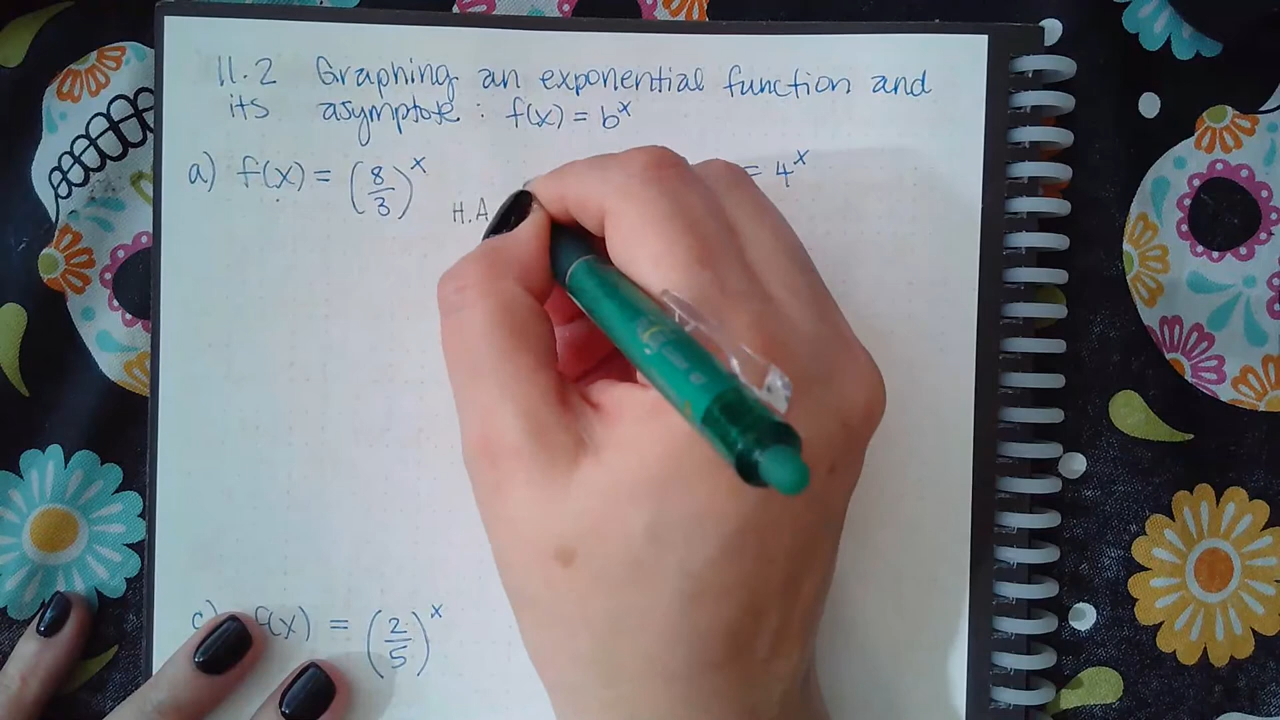 11.2 Graphing an exponential function and
its asymptote : f(x) = b^x
a) f(x) = (8/3)^x
= 4^x
H.A
c) f(x) = (2/5)^x